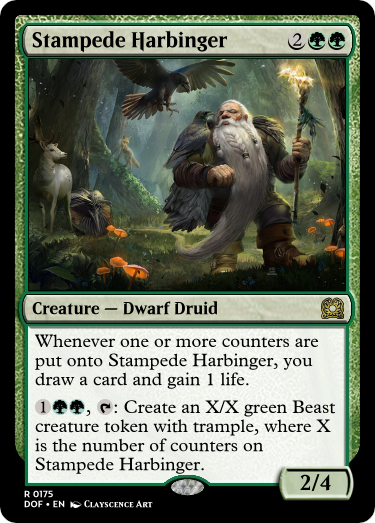 Stampede Harbinger 2
Creature — Dwarf Druid
Whenever one or more counters are
put onto Stampede Harbinger, you
draw a card and gain 1 life.
1, : Create an X/X green Beast
creature token with trample, where X
is the number of counters on
Stampede Harbinger.
2/4
R 0175
DOF • EN CLAYSCIENCE ART